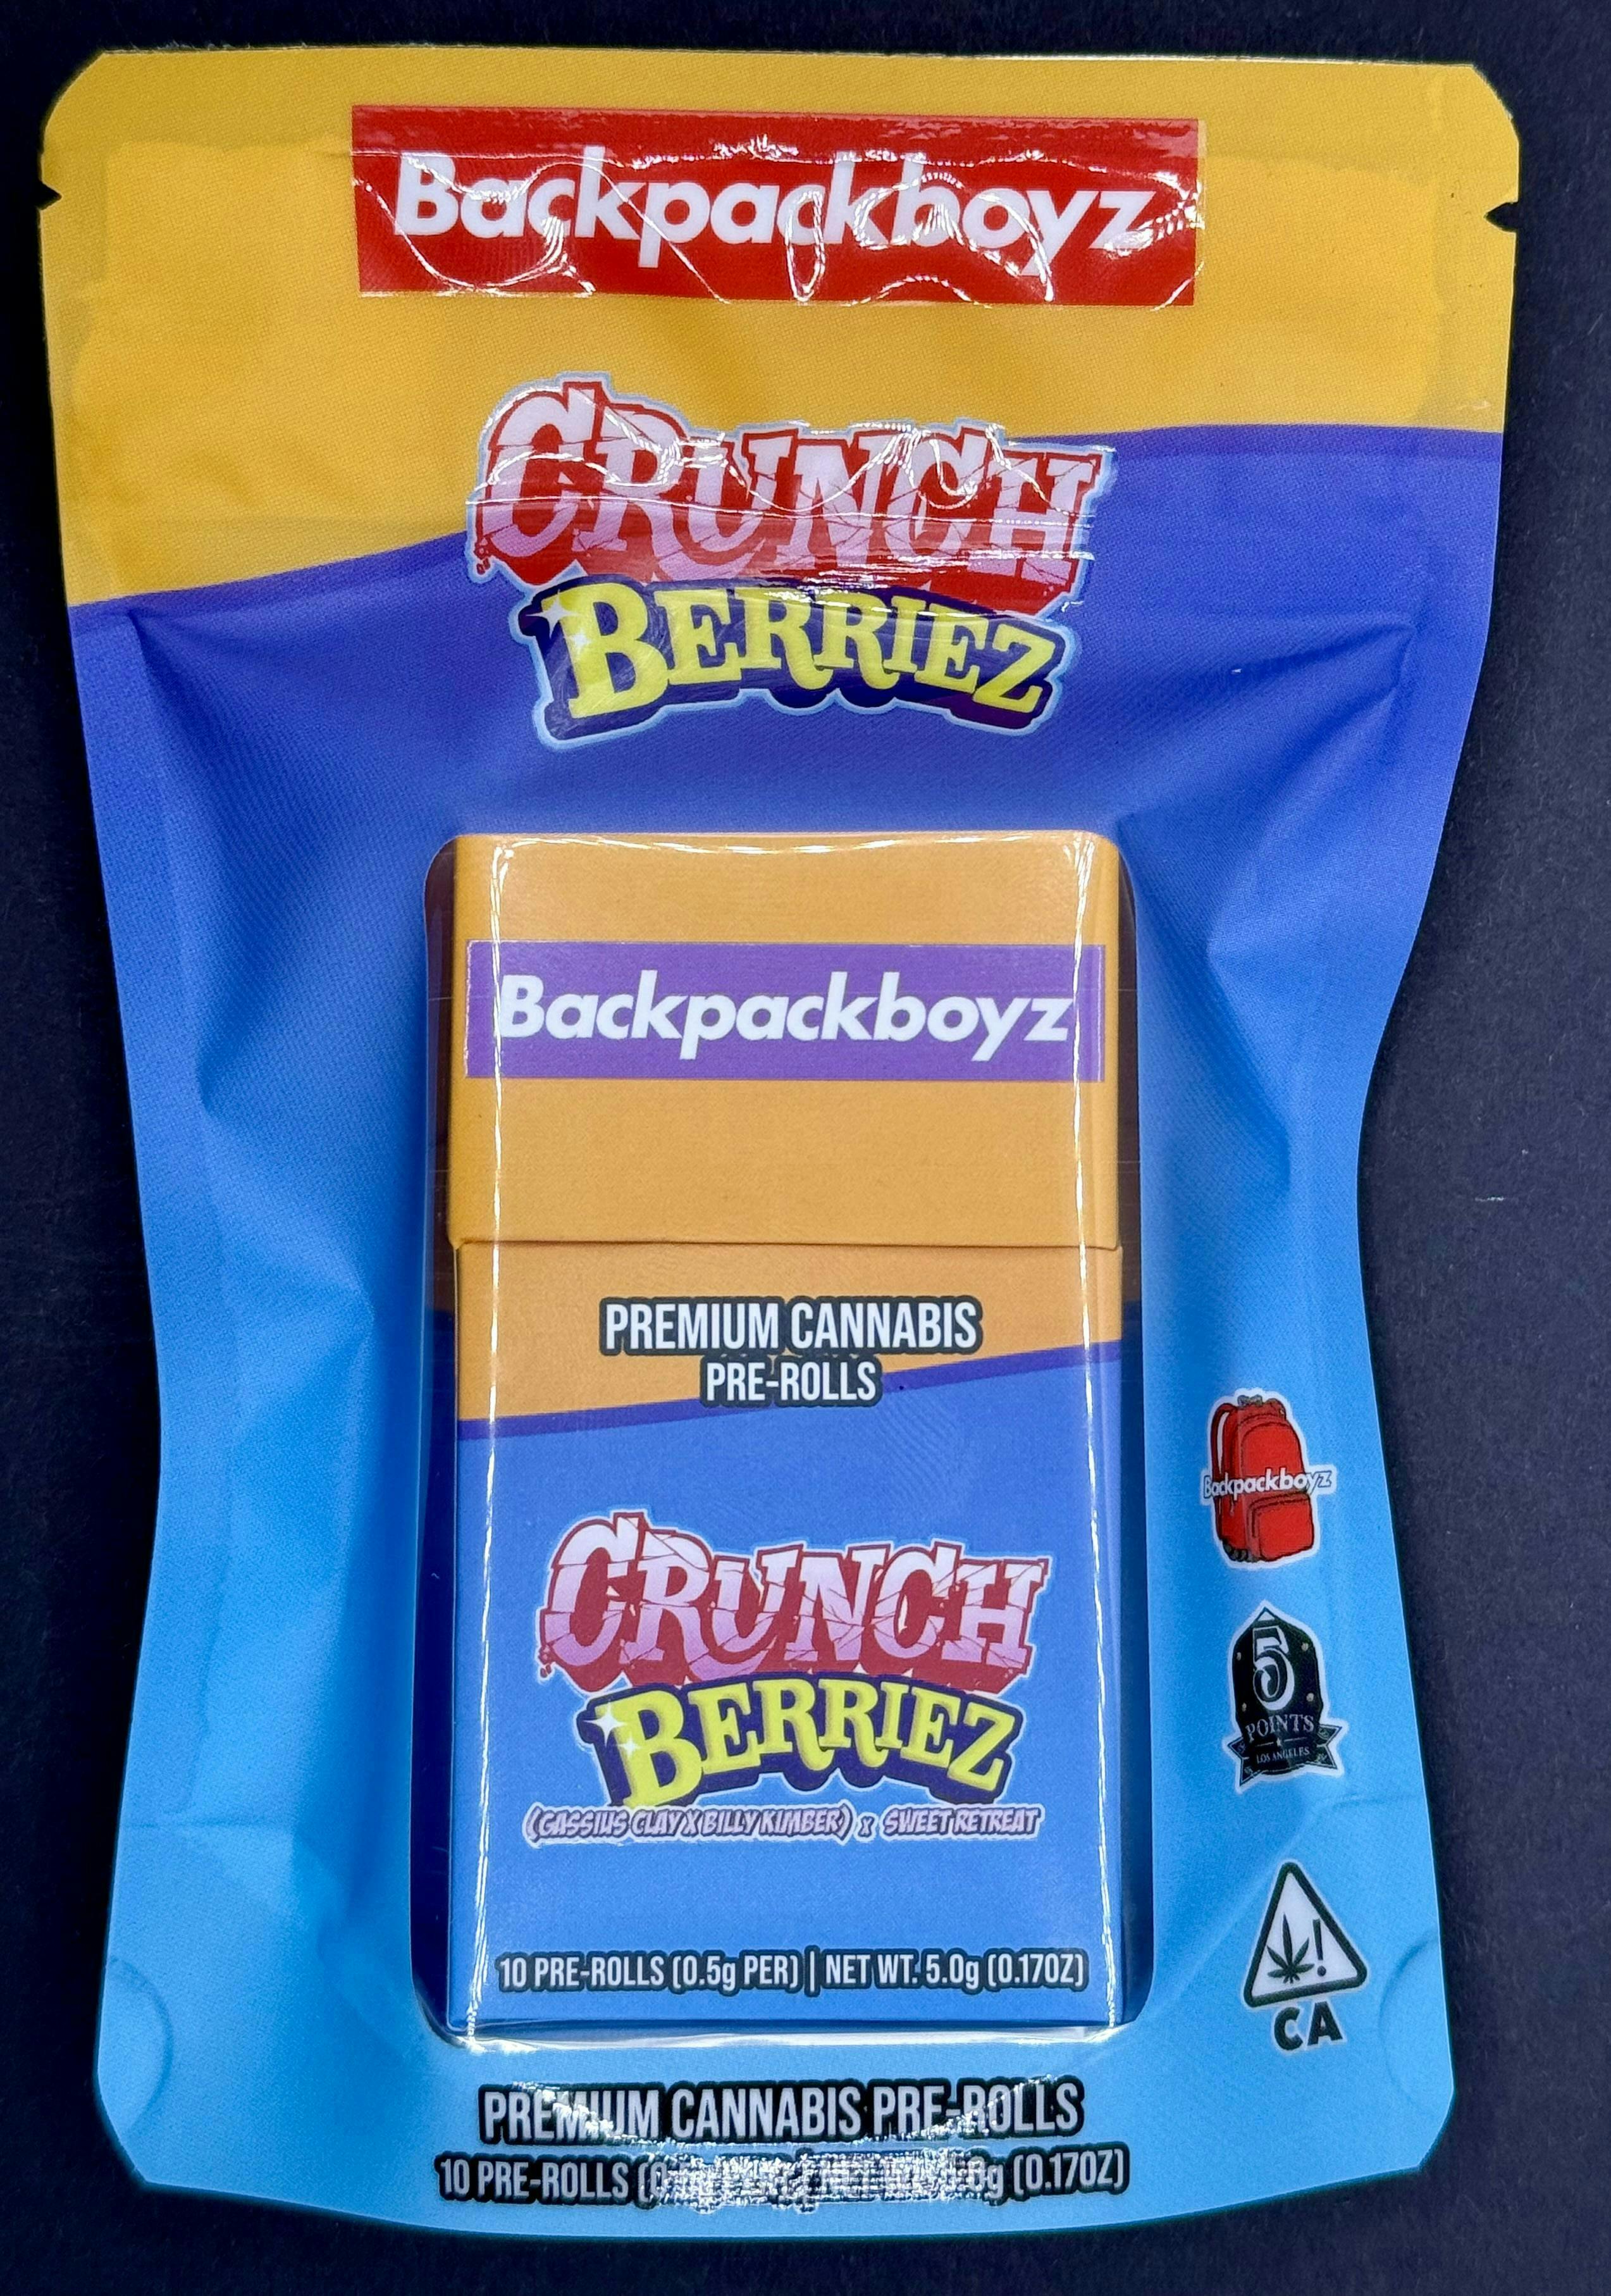 Backpackboyz
CRUNCH
BERRIEZ
Backpackboyz
PREMIUM CANNABIS
PRE-ROLLS
Backpackboyz
CRUNCH
BERRIEZ
(CASSIUS CLAY X BILLY KIMBER) x SWEET RETREAT
5
POINTS
LOS ANGELES
10 PRE-ROLLS (0.5g PER) | NET WT. 5.0g (0.17OZ)
CA
PREMIUM CANNABIS PRE-ROLLS
10 PRE-ROLLS (0.17OZ)